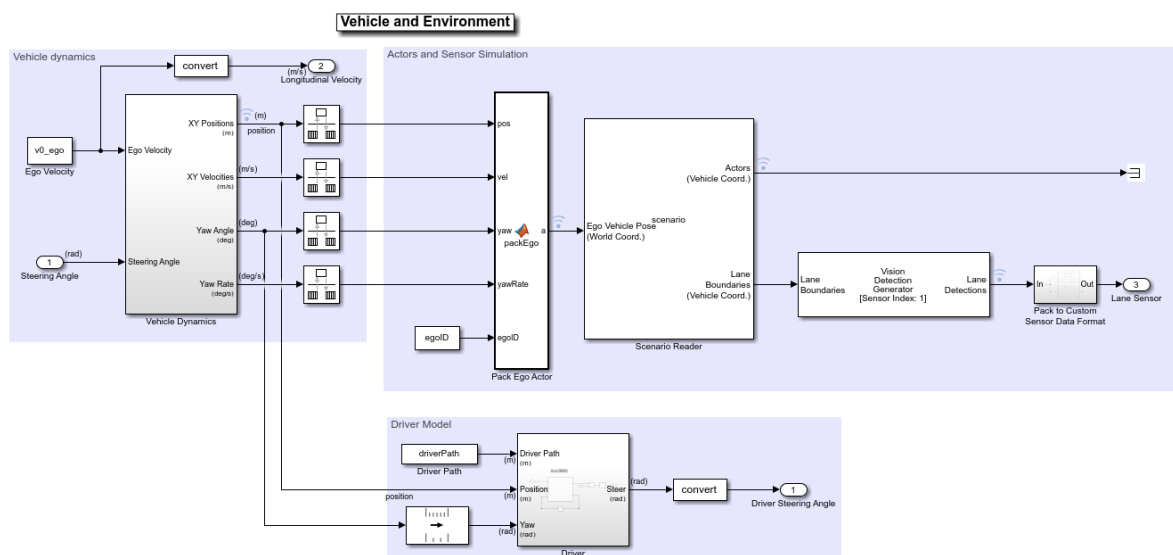 Vehicle and Environment
Vehicle dynamics
convert
(m/s)
2
Longitudinal Velocity
v0_ego
Ego Velocity
Ego Velocity
XY Positions
(m)
(m)
position
XY Velocities
(m/s)
(m/s)
Yaw Angle
(deg)
(deg)
Yaw Rate
(deg/s)
(deg/s)
1
(rad)
Steering Angle
Steering Angle
Vehicle Dynamics
Actors and Sensor Simulation
pos
vel
yaw
a
packEgo
yawRate
egoID
egoID
Pack Ego Actor
Actors
(Vehicle Coord.)
Ego Vehicle Pose
(World Coord.)
scenario
Lane
Boundaries
(Vehicle Coord.)
Scenario Reader
Lane
Boundaries
Vision
Detection
Generator
[Sensor Index: 1]
Lane
Detections
In
Out
Pack to Custom
Sensor Data Format
3
Lane Sensor
Driver Model
driverPath
Driver Path
(m)
Driver Path
(m)
position
(m)
Position
(m)
(rad)
Yaw
(rad)
Steer
(rad)
(rad)
Driver
convert
1
Driver Steering Angle